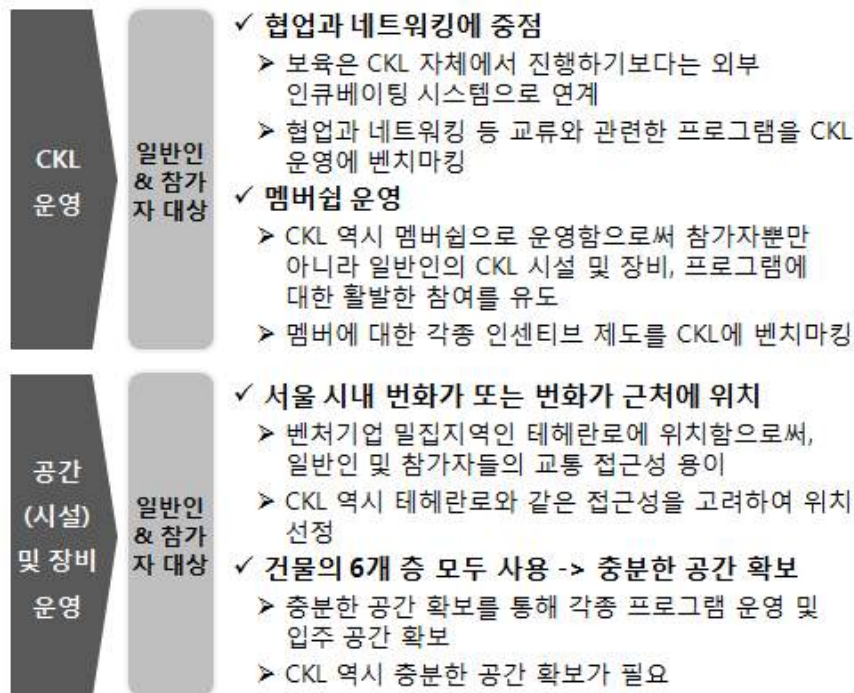 CKL
운영
일반인
& 참가
자 대상
✓ 협업과 네트워킹에 중점
➢ 보육은 CKL 자체에서 진행하기보다는 외부
인큐베이팅 시스템으로 연계
➢ 협업과 네트워킹 등 교류와 관련한 프로그램을 CKL
운영에 벤치마킹
✓ 멤버쉽 운영
➢ CKL 역시 멤버쉽으로 운영함으로써 참가자뿐만
아니라 일반인의 CKL 시설 및 장비, 프로그램에
대한 활발한 참여를 유도
➢ 멤버에 대한 각종 인센티브 제도를 CKL에 벤치마킹
공간
(시설)
및 장비
운영
일반인
& 참가
자 대상
✓ 서울 시내 번화가 또는 번화가 근처에 위치
➢ 벤처기업 밀집지역인 테헤란로에 위치함으로써,
일반인 및 참가자들의 교통 접근성 용이
➢ CKL 역시 테헤란로와 같은 접근성을 고려하여 위치
선정
✓ 건물의 6개 층 모두 사용 -> 충분한 공간 확보
➢ 충분한 공간 확보를 통해 각종 프로그램 운영 및
입주 공간 확보
➢ CKL 역시 충분한 공간 확보가 필요